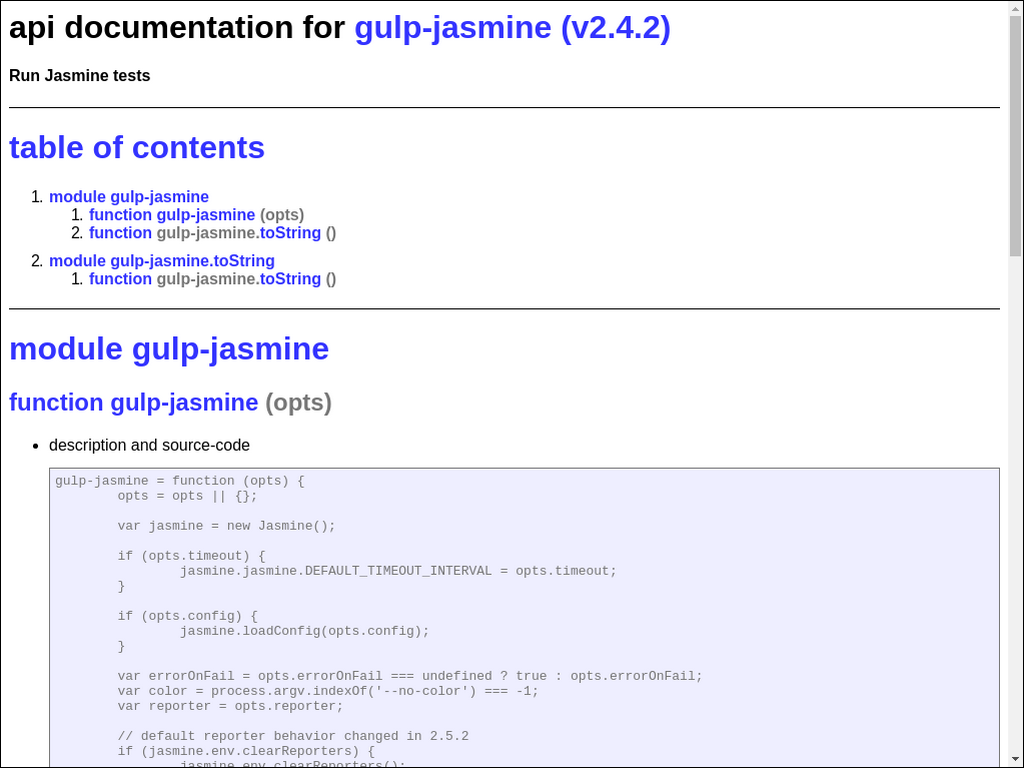 api documentation for gulp-jasmine (v2.4.2)
Run Jasmine tests
table of contents
1. module gulp-jasmine
1. function gulp-jasmine (opts)
2. function gulp-jasmine.toString ()
2. module gulp-jasmine.toString
1. function gulp-jasmine.toString ()
module gulp-jasmine
function gulp-jasmine (opts)
• description and source-code
gulp-jasmine = function (opts) {
        opts = opts || {};
        var jasmine = new Jasmine();
        if (opts.timeout) {
                jasmine.jasmine.DEFAULT_TIMEOUT_INTERVAL = opts.timeout;
        }
        if (opts.config) {
                jasmine.loadConfig(opts.config);
        }
        var errorOnFail = opts.errorOnFail === undefined ? true : opts.errorOnFail;
        var color = process.argv.indexOf('--no-color') === -1;
        var reporter = opts.reporter;
        // default reporter behavior changed in 2.5.2
        if (jasmine.env.clearReporters) {
                jasmine.env.clearReporters();